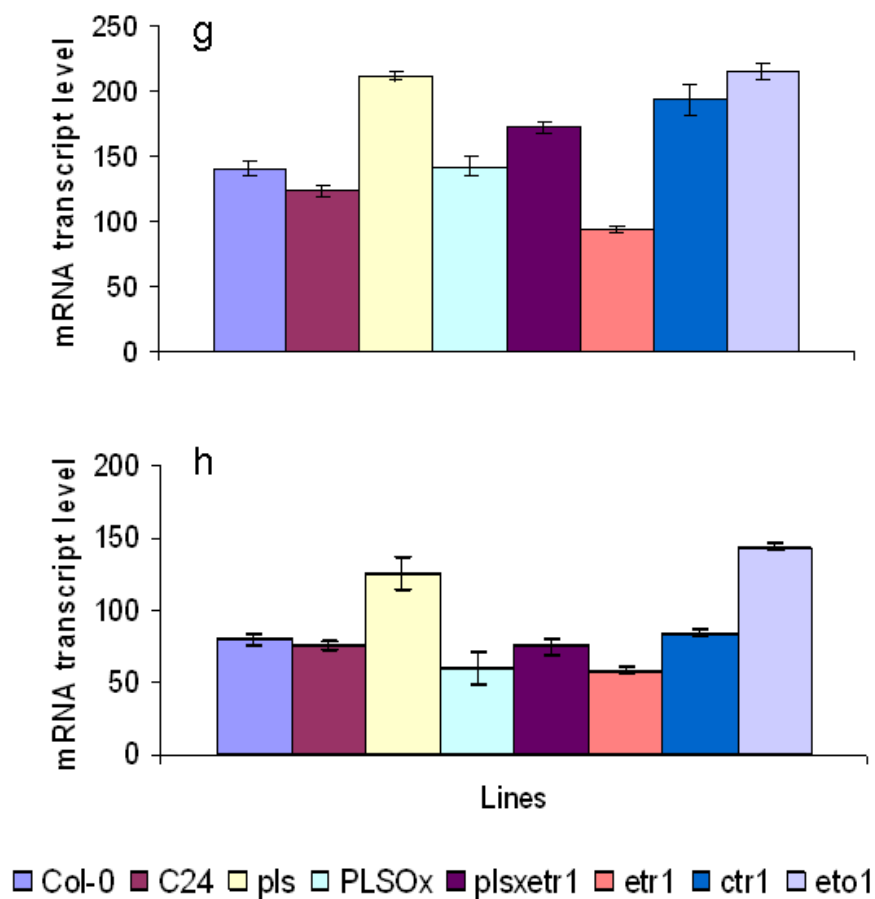 g
mRNA transcript level
250
200
150
100
50
0
h
mRNA transcript level
200
150
100
50
0
Lines
Col-0 C24 pls PLSOx plsxetr1 etr1 ctr1 eto1